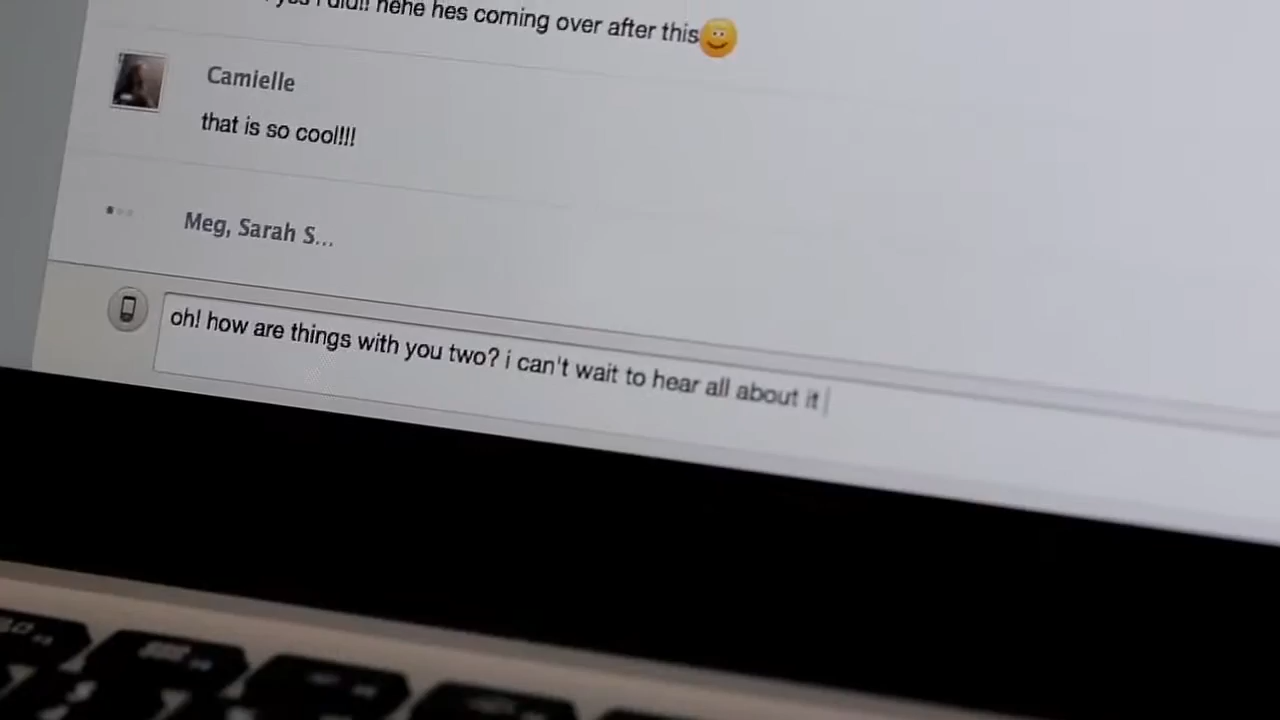 yes i did!! hehe hes coming over after this
Camielle
that is so cool!!!
Meg, Sarah S...
oh! how are things with you two? i can't wait to hear all about it